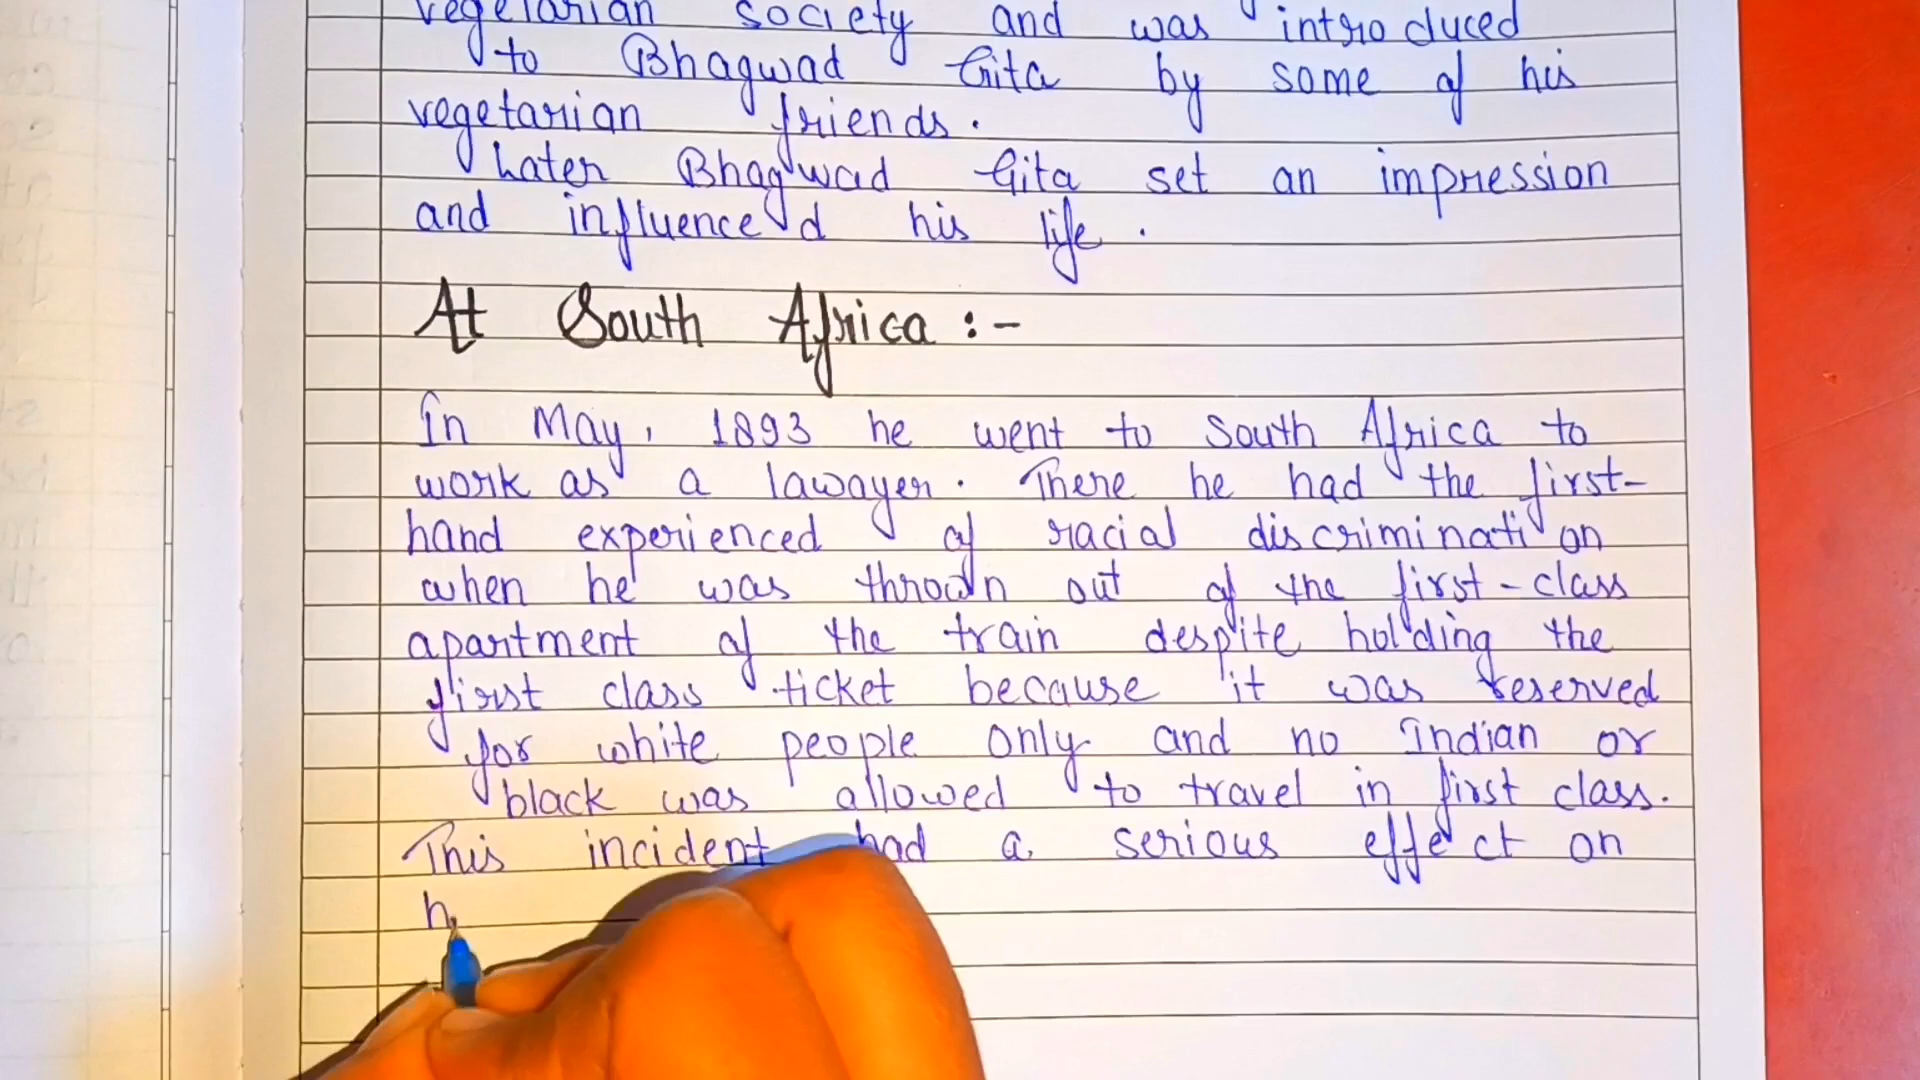 vegetarian society and was introduced
to Bhagwad Gita by some of his
vegetarian friends.
Later Bhagwad Gita set an impression
and influenced his life.
At South Africa :-
In May, 1893 he went to South Africa to
work as a lawayer. There he had the first-
hand experienced of racial discrimination
when he was thrown out of the first-class
apartment of the train despite holding the
first class ticket because it was reserved
for white people only and no Indian or
black was allowed to travel in first class.
This incident had a serious effect on
h